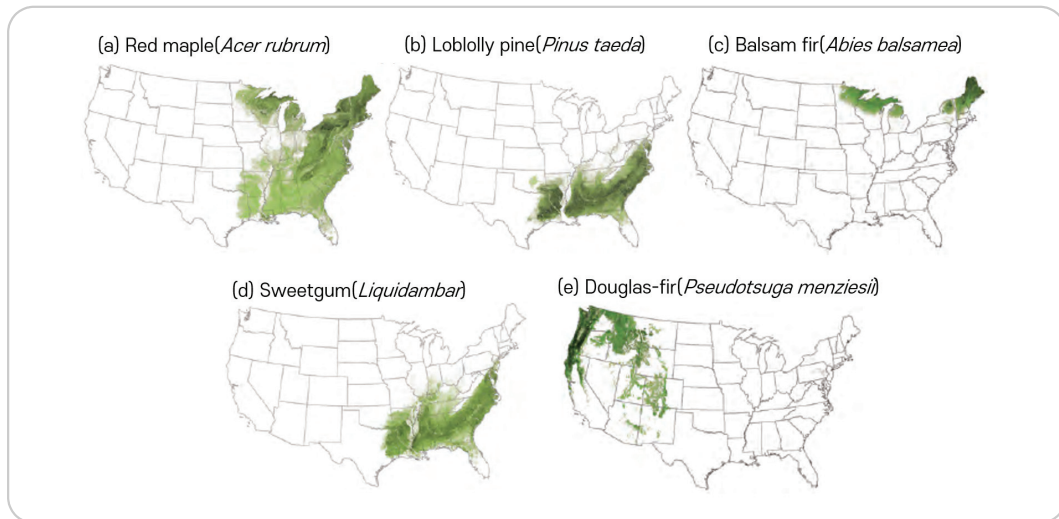 (a) Red maple(Acer rubrum)
(b) Loblolly pine(Pinus taeda)
(c) Balsam fir(Abies balsamea)
(d) Sweetgum(Liquidambar)
(e) Douglas-fir(Pseudotsuga menziesii)